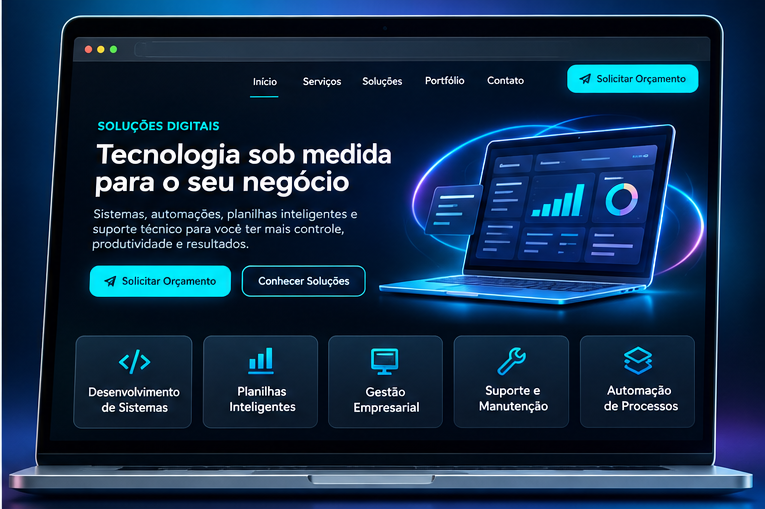 Início
Serviços
Soluções
Portfólio
Contato
Solicitar Orçamento
SOLUÇÕES DIGITAIS
Tecnologia sob medida
para o seu negócio
Sistemas, automações, planilhas inteligentes e
suporte técnico para você ter mais controle,
produtividade e resultados.
Solicitar Orçamento
Conhecer Soluções
Desenvolvimento
de Sistemas
Planilhas
Inteligentes
Gestão
Empresarial
Suporte e
Manutenção
Automação
de Processos